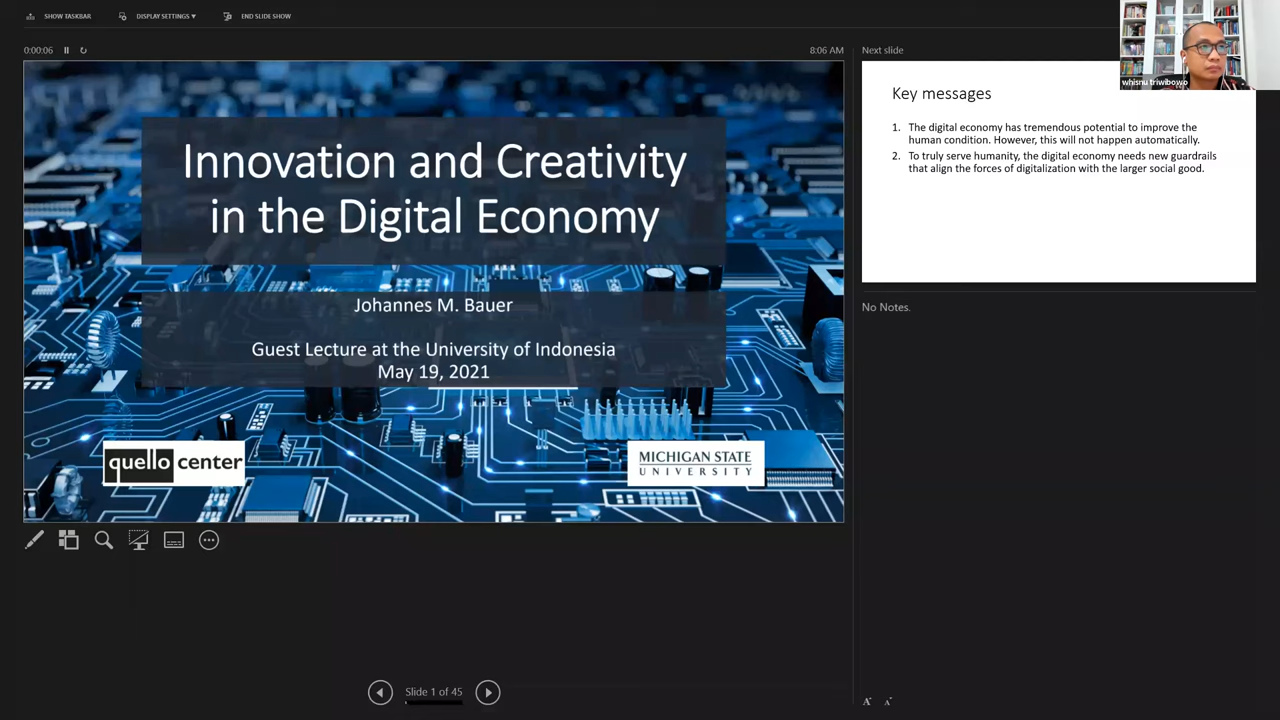 SHOW TASKBAR
DISPLAY SETTINGS ▼
END SLIDE SHOW
0:00:06
8:06 AM
Innovation and Creativity
in the Digital Economy
Johannes M. Bauer
Guest Lecture at the University of Indonesia
May 19, 2021
quello center
MICHIGAN STATE
UNIVERSITY
Slide 1 of 45
Next slide
whisnu triwibowo
Key messages
1. The digital economy has tremendous potential to improve the
human condition. However, this will not happen automatically.
2. To truly serve humanity, the digital economy needs new guardrails
that align the forces of digitalization with the larger social good.
No Notes.
A A